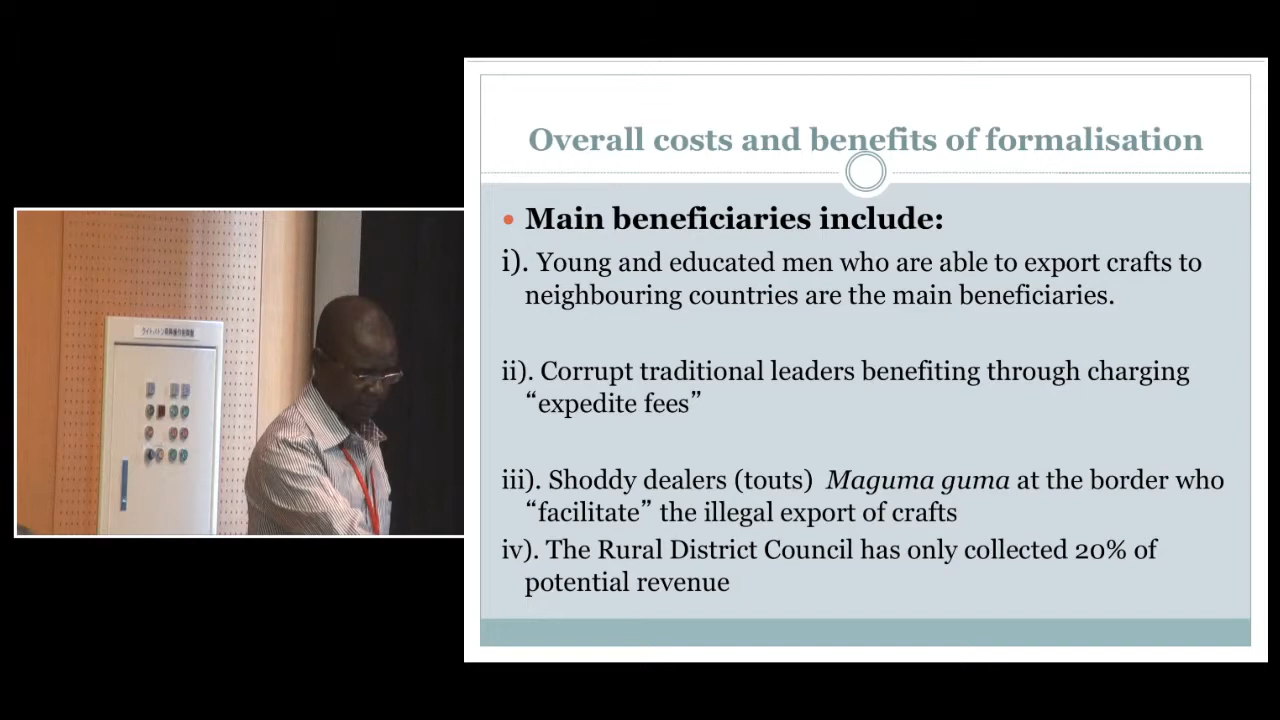 Overall costs and benefits of formalisation
• Main beneficiaries include:
i). Young and educated men who are able to export crafts to
neighbouring countries are the main beneficiaries.
ii). Corrupt traditional leaders benefiting through charging
“expedite fees”
iii). Shoddy dealers (touts) Maguma guma at the border who
“facilitate” the illegal export of crafts
iv). The Rural District Council has only collected 20% of
potential revenue